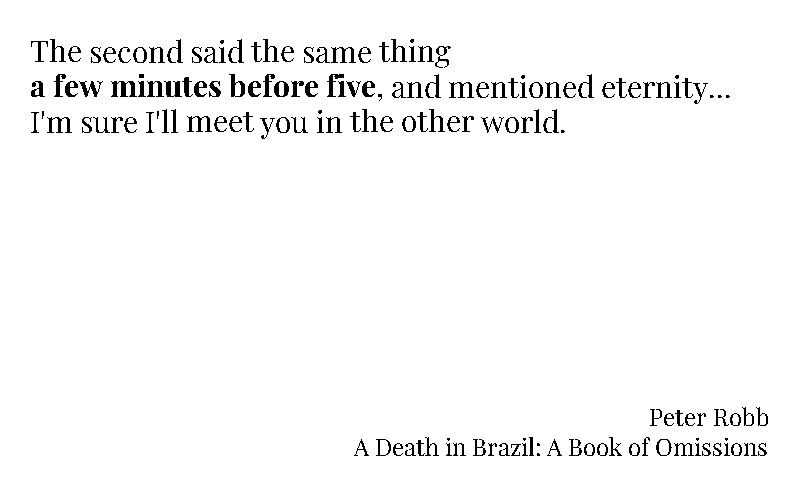 The second said the same thing
a few minutes before five, and mentioned eternity...
I'm sure I'll meet you in the other world.
Peter Robb
A Death in Brazil: A Book of Omissions